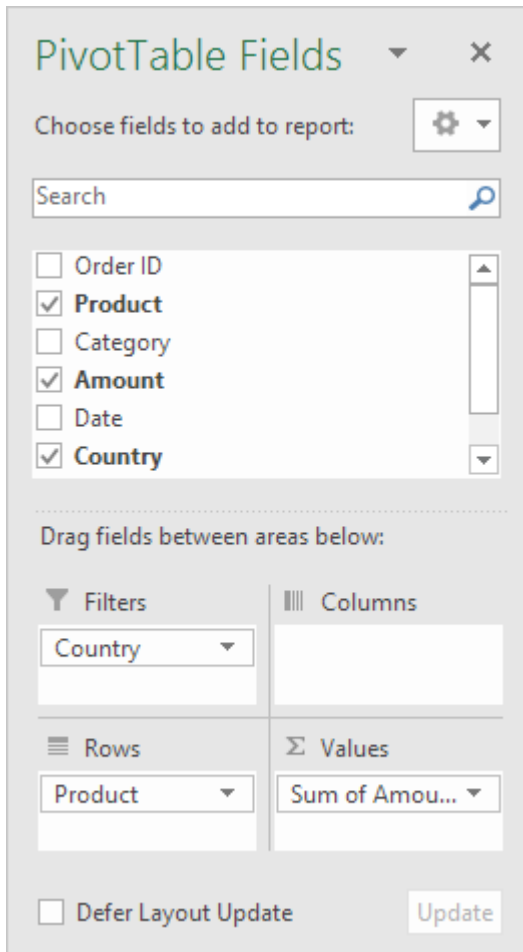 PivotTable Fields
Choose fields to add to report:
Search
Order ID
Product
Category
Amount
Date
Country
Drag fields between areas below:
Filters
Columns
Country
Rows
Σ Values
Product
Sum of Amou...
Defer Layout Update
Update